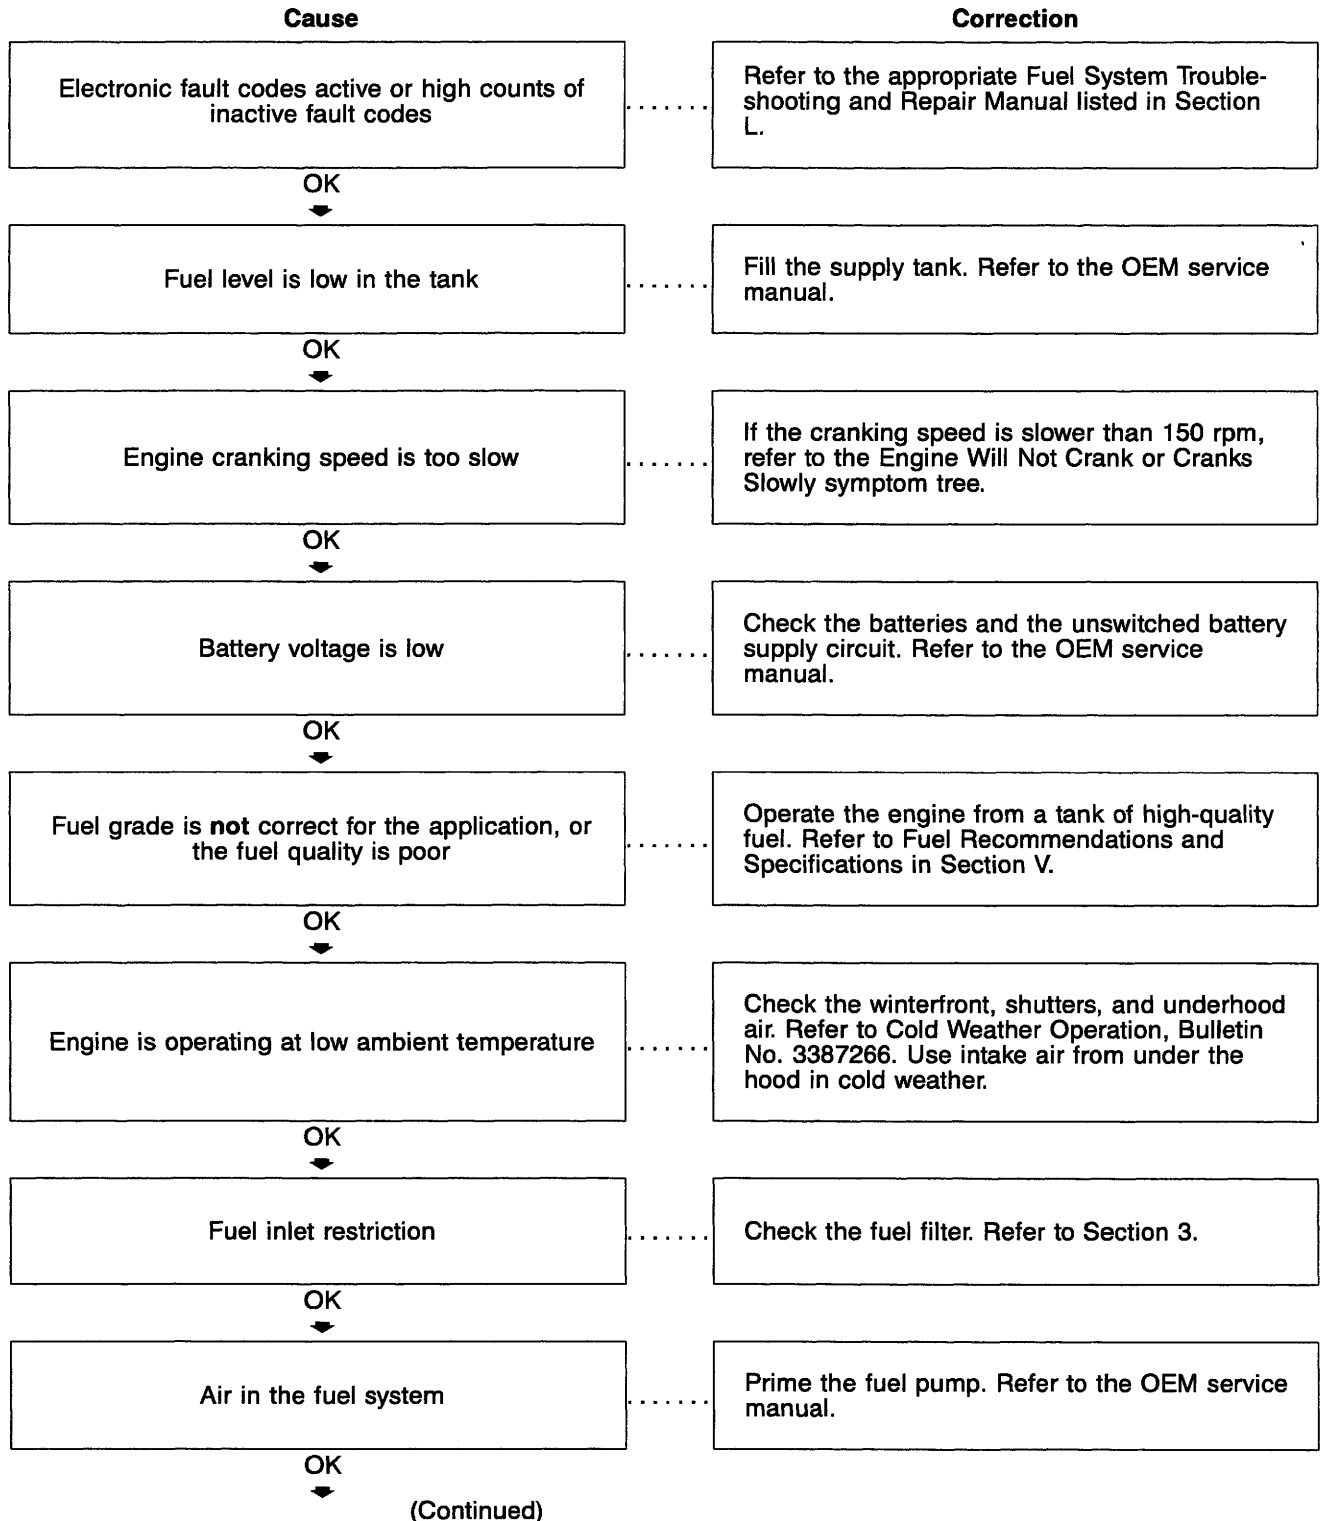 Cause
Correction
Electronic fault codes active or high counts of
inactive fault codes
.......
Refer to the appropriate Fuel System Trouble-
shooting and Repair Manual listed in Section
L.
OK
Fuel level is low in the tank
.......
Fill the supply tank. Refer to the OEM service
manual.
OK
Engine cranking speed is too slow
.......
If the cranking speed is slower than 150 rpm,
refer to the Engine Will Not Crank or Cranks
Slowly symptom tree.
OK
Battery voltage is low
.......
Check the batteries and the unswitched battery
supply circuit. Refer to the OEM service
manual.
OK
Fuel grade is not correct for the application, or
the fuel quality is poor
.......
Operate the engine from a tank of high-quality
fuel. Refer to Fuel Recommendations and
Specifications in Section V.
OK
Engine is operating at low ambient temperature
.......
Check the winterfront, shutters, and underhood
air. Refer to Cold Weather Operation, Bulletin
No. 3387266. Use intake air from under the
hood in cold weather.
OK
Fuel inlet restriction
.......
Check the fuel filter. Refer to Section 3.
OK
Air in the fuel system
.......
Prime the fuel pump. Refer to the OEM service
manual.
OK
(Continued)